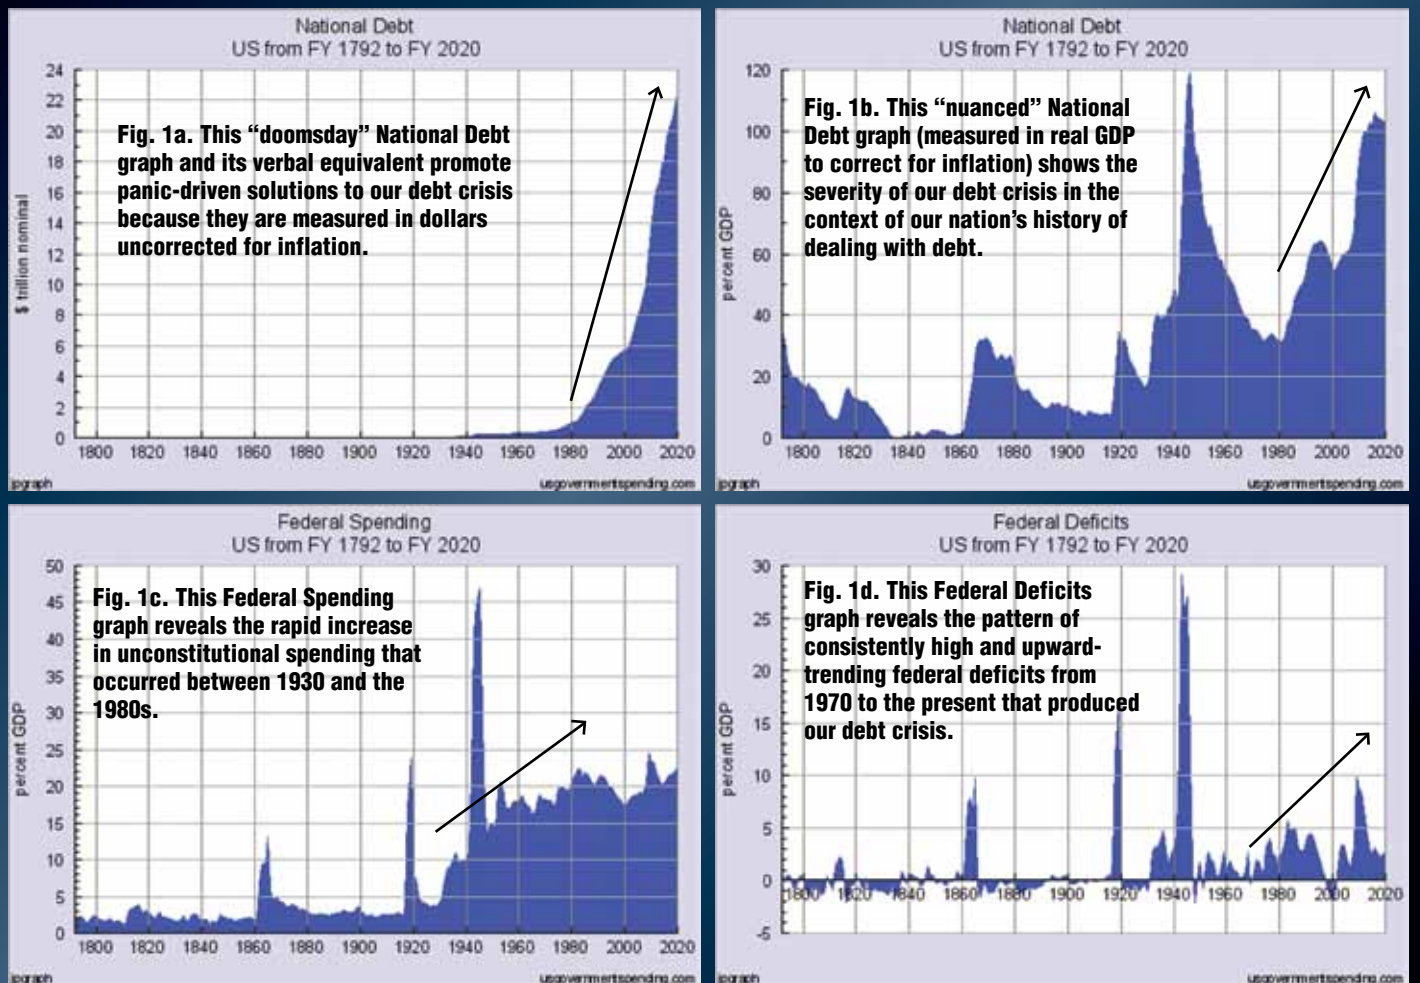 National Debt
US from FY 1792 to FY 2020
24
22
20
18
16
14
12
10
8
6
4
2
0
$ trillion nominal
Fig. 1a. This “doomsday” National Debt
graph and its verbal equivalent promote
panic-driven solutions to our debt crisis
because they are measured in dollars
uncorrected for inflation.
1800 1820 1840 1860 1880 1900 1920 1940 1960 1980 2000 2020
jpgraph
usgovernmentspending.com
National Debt
US from FY 1792 to FY 2020
120
100
80
60
40
20
0
percent GDP
Fig. 1b. This “nuanced” National
Debt graph (measured in real GDP
to correct for inflation) shows the
severity of our debt crisis in the
context of our nation’s history of
dealing with debt.
1800 1820 1840 1860 1880 1900 1920 1940 1960 1980 2000 2020
jpgraph
usgovernmentspending.com
Federal Spending
US from FY 1792 to FY 2020
50
45
40
35
30
25
20
15
10
5
0
percent GDP
Fig. 1c. This Federal Spending
graph reveals the rapid increase
in unconstitutional spending that
occurred between 1930 and the
1980s.
1800 1820 1840 1860 1880 1900 1920 1940 1960 1980 2000 2020
jpgraph
usgovernmentspending.com
Federal Deficits
US from FY 1792 to FY 2020
30
25
20
15
10
5
0
-5
percent GDP
Fig. 1d. This Federal Deficits
graph reveals the pattern of
consistently high and upward-
trending federal deficits from
1970 to the present that produced
our debt crisis.
1800 1820 1840 1860 1880 1900 1920 1940 1960 1980 2000 2020
jpgraph
usgovernmentspending.com